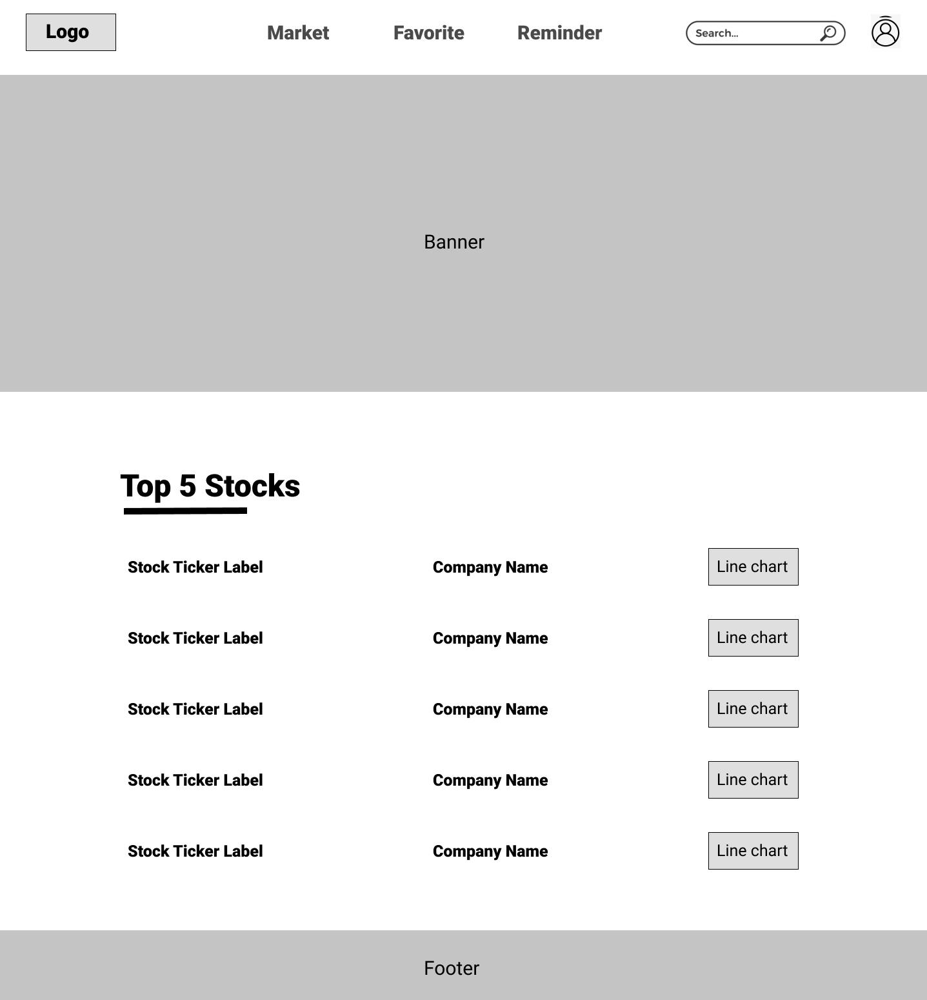 Logo
Market
Favorite
Reminder
Search...
Banner
Top 5 Stocks
Stock Ticker Label
Company Name
Line chart
Stock Ticker Label
Company Name
Line chart
Stock Ticker Label
Company Name
Line chart
Stock Ticker Label
Company Name
Line chart
Stock Ticker Label
Company Name
Line chart
Footer